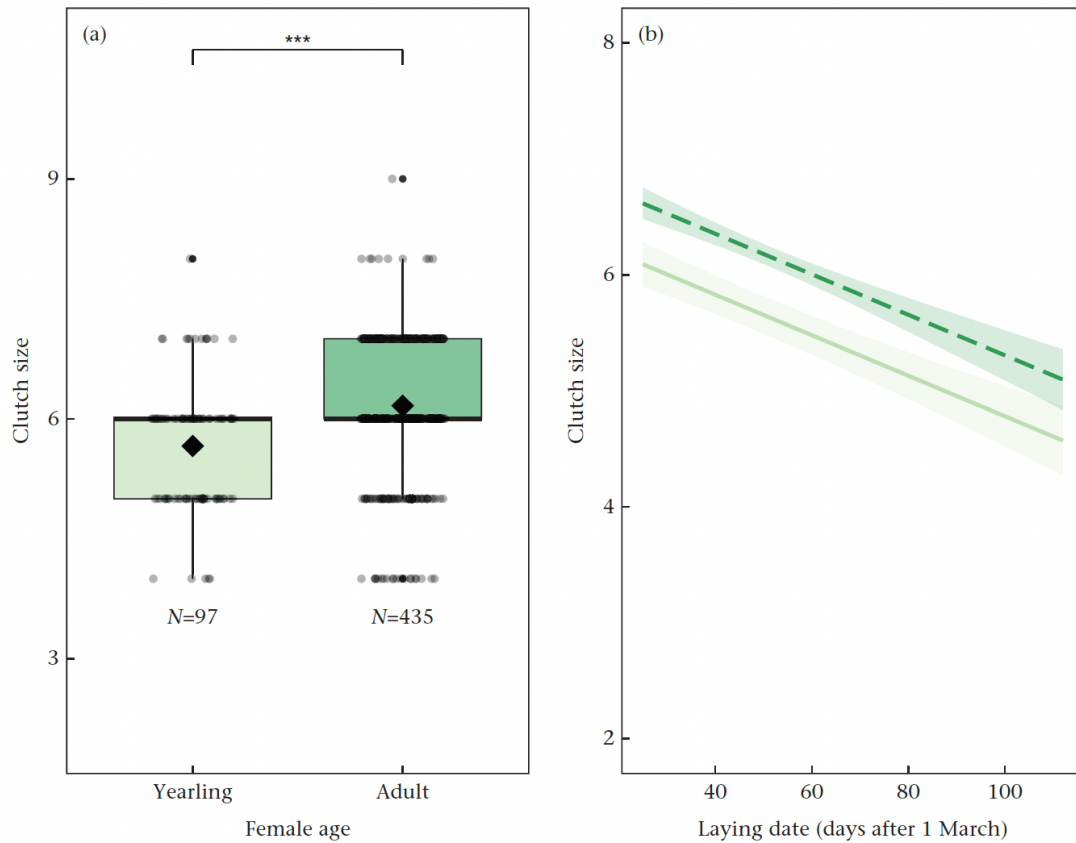 (a)
***
9
6
3
Clutch size
N=97
N=435
Yearling
Adult
Female age
(b)
8
6
4
2
Clutch size
40
60
80
100
Laying date (days after 1 March)